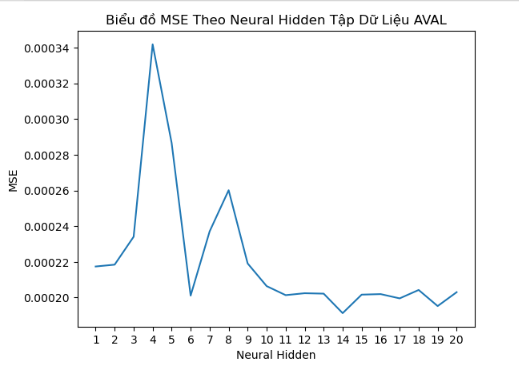 Biểu đồ MSE Theo Neural Hidden Tập Dữ Liệu AVAL
0.00034
0.00032
0.00030
0.00028
0.00026
0.00024
0.00022
0.00020
MSE
1 2 3 4 5 6 7 8 9 10 11 12 13 14 15 16 17 18 19 20
Neural Hidden